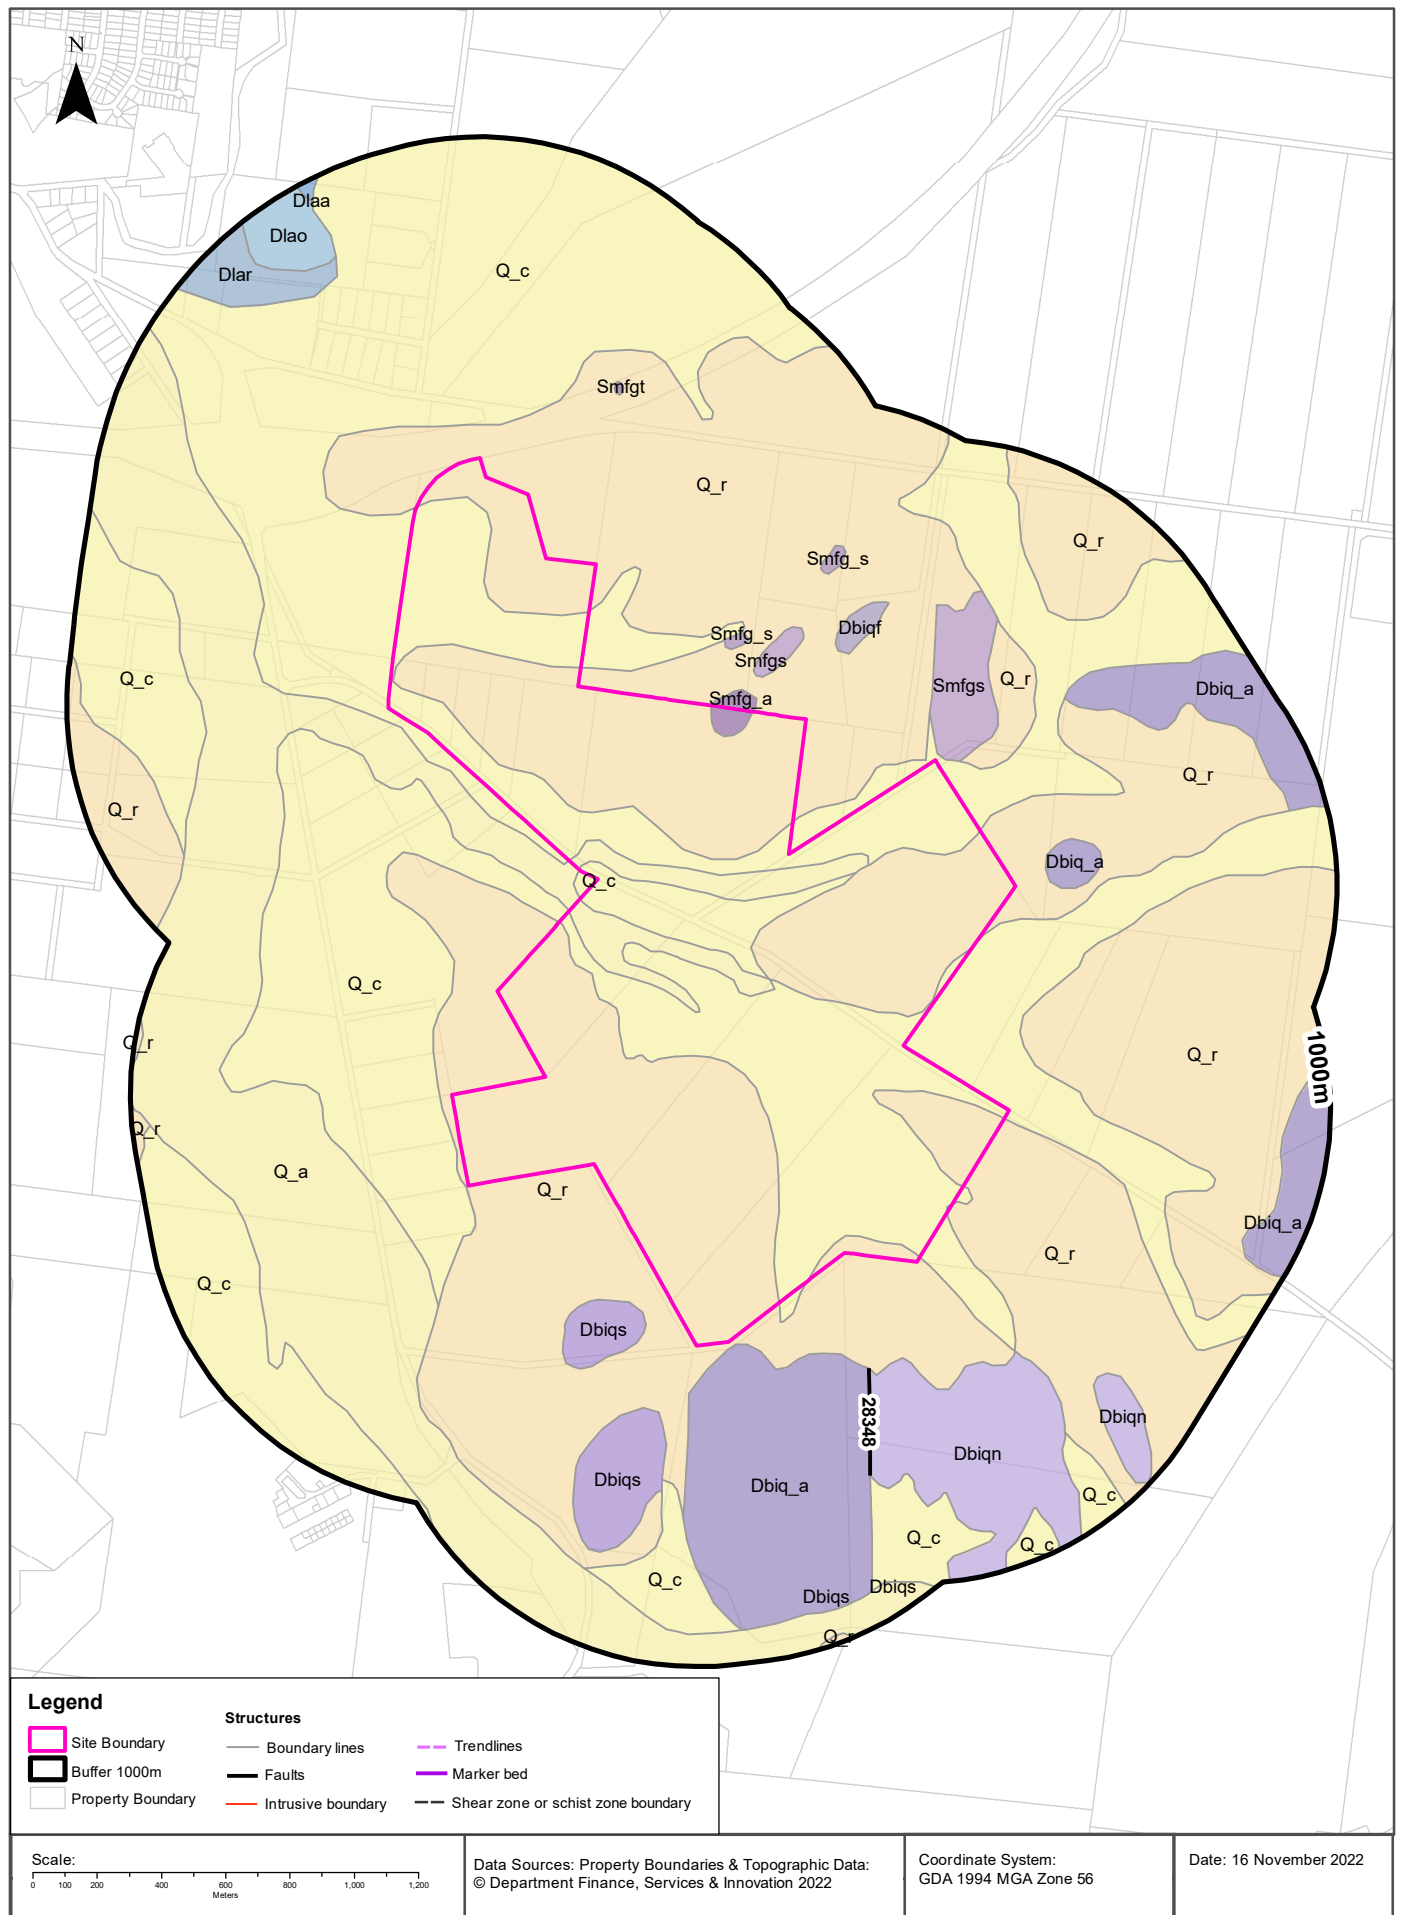 N
Dlaa
Dlao
Dlar
Q_c
Smfgt
Q_r
Q_r
Smfg_s
Dbiqf
Smfg_s
Smfgs
Smfgs
Q_r
Q_c
Dbiq_a
Smfg_a
Q_r
Q_r
Dbiq_a
Q_c
Q_c
Q_r
Q_r
1000m
Q_r
Q_a
Q_r
Dbiq_a
Q_r
Q_c
Dbiqs
28348
Dbiqn
Dbiqn
Dbiqs
Dbiq_a
Q_c
Q_c
Q_c
Q_c
Dbiqs
Dbiqs
Q_r
Legend
Site Boundary
Buffer 1000m
Property Boundary
Structures
Boundary lines
Faults
Intrusive boundary
Trendlines
Marker bed
Shear zone or schist zone boundary
Scale:
0 100 200 400 600 800 1,000 1,200
Meters
Data Sources: Property Boundaries & Topographic Data:
© Department Finance, Services & Innovation 2022
Coordinate System:
GDA 1994 MGA Zone 56
Date: 16 November 2022